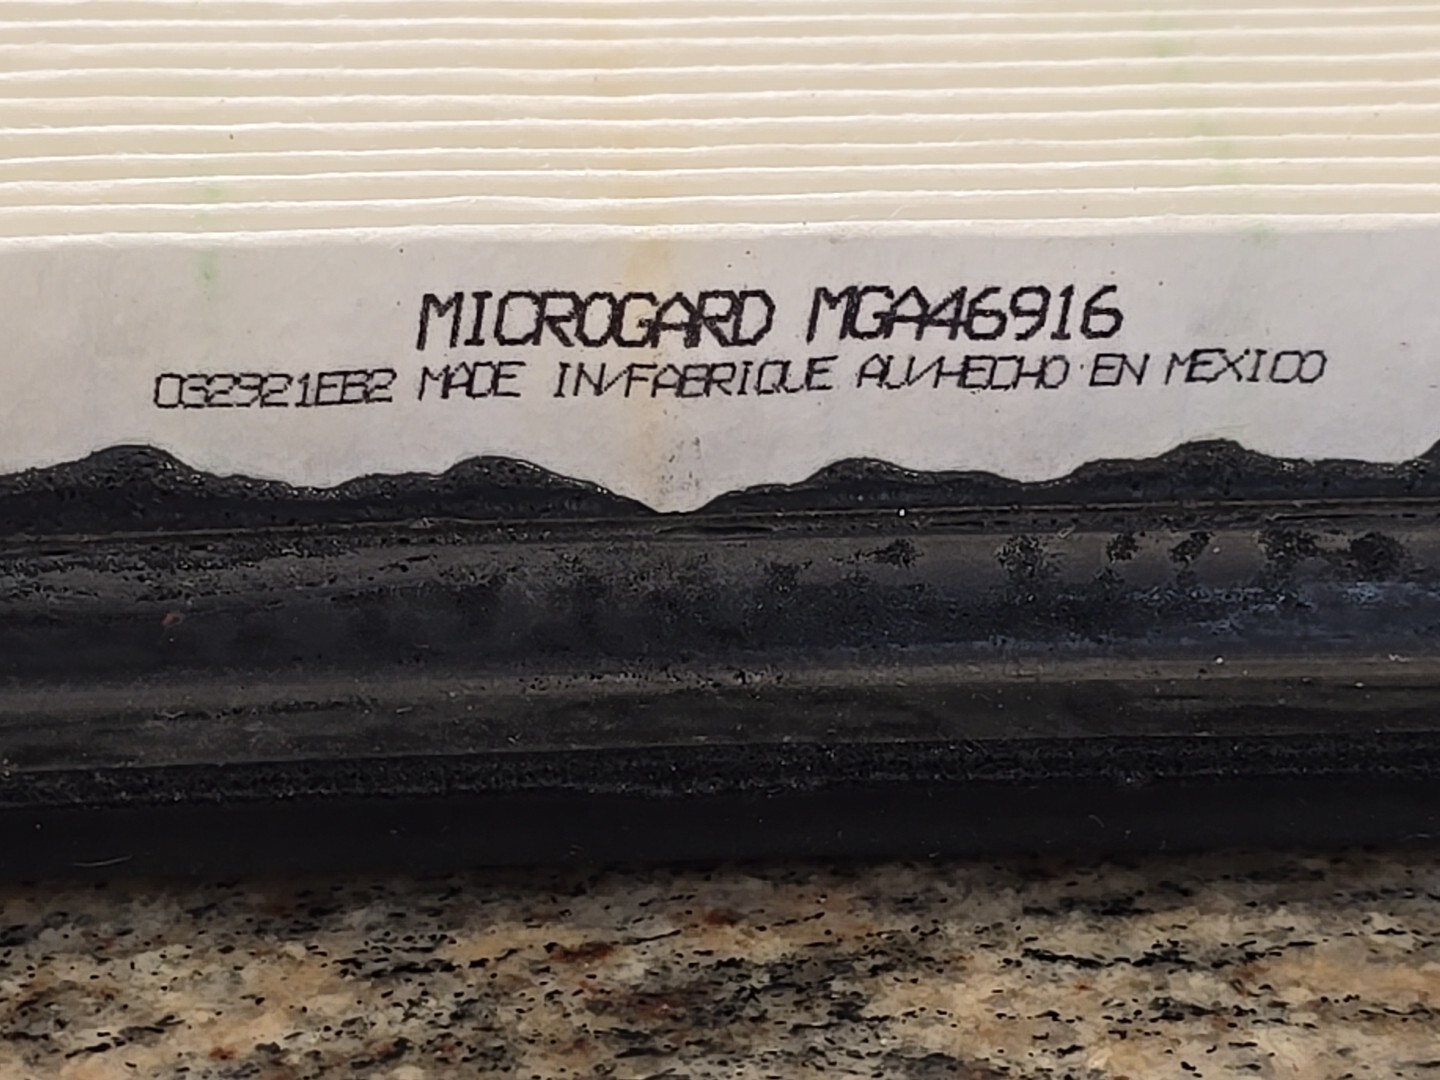 MICROGARD MGA46916
032921EB2 MADE IN/FABRIQUE AU/HECHO EN MEXICO